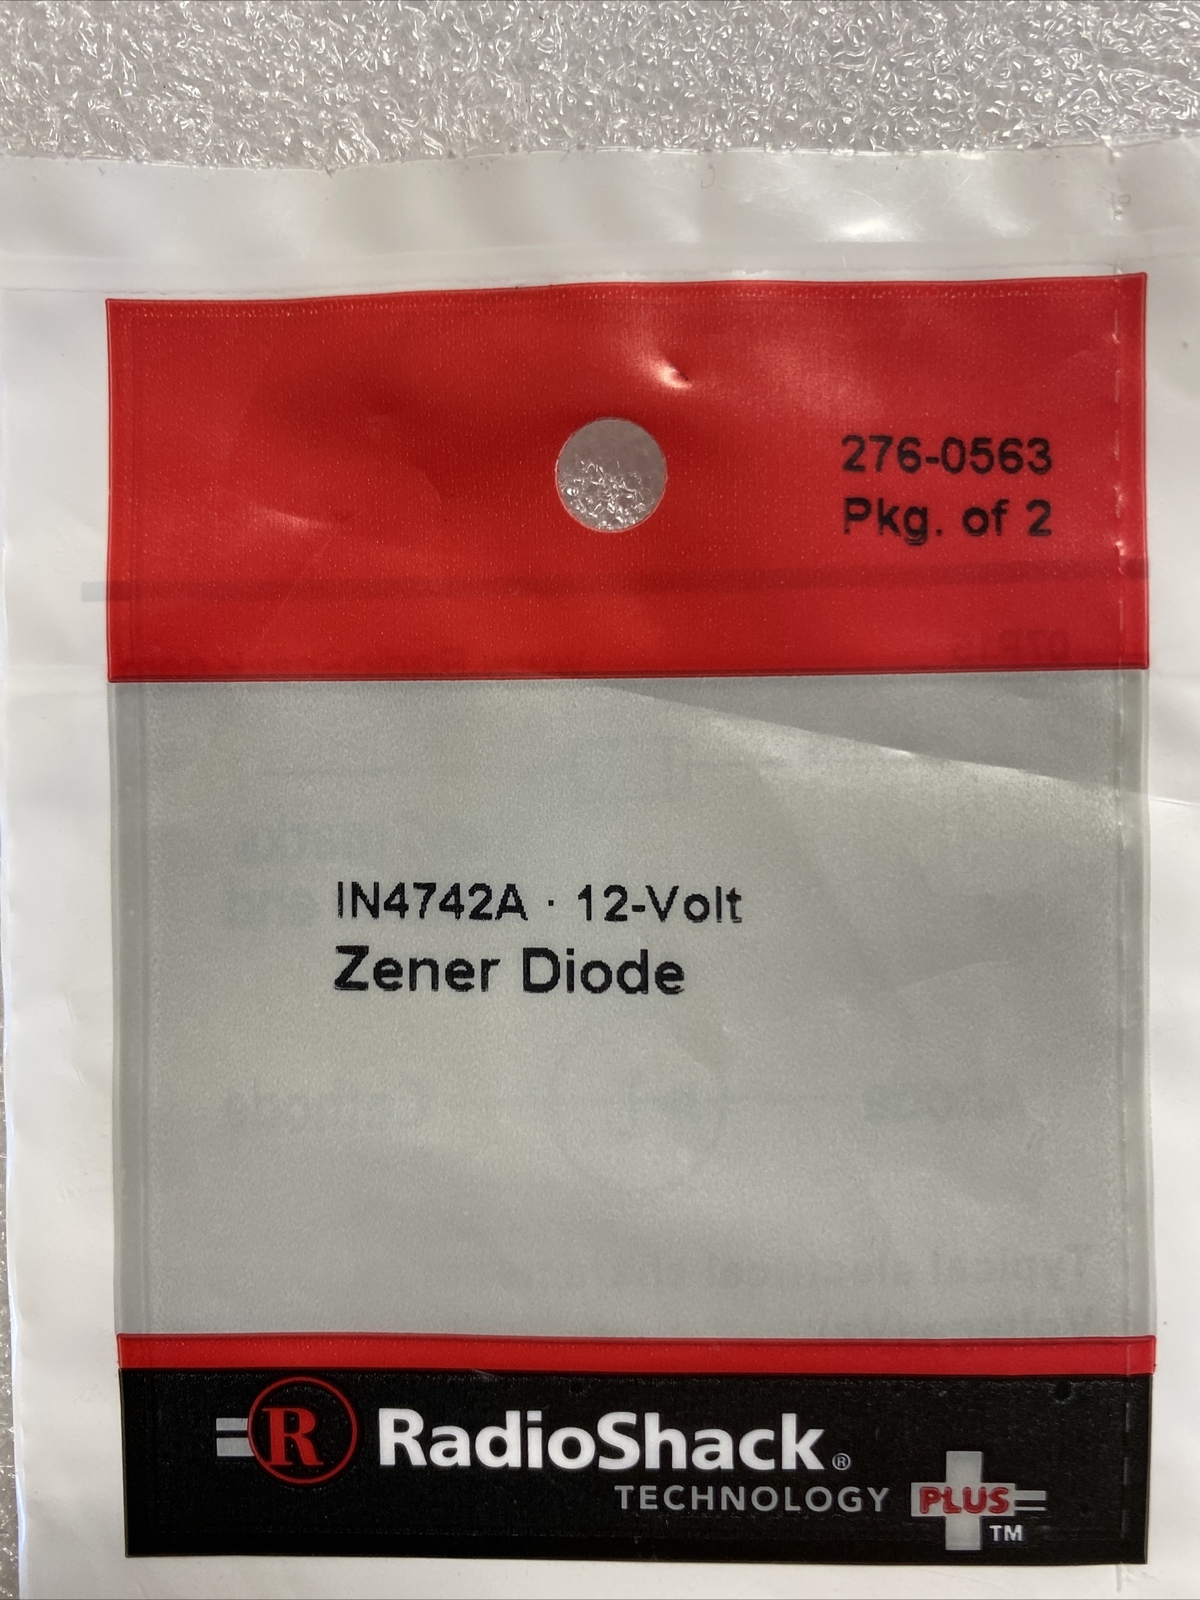 276-0563
Pkg. of 2
IN4742A · 12-Volt
Zener Diode
R RadioShack®
TECHNOLOGY PLUS
TM